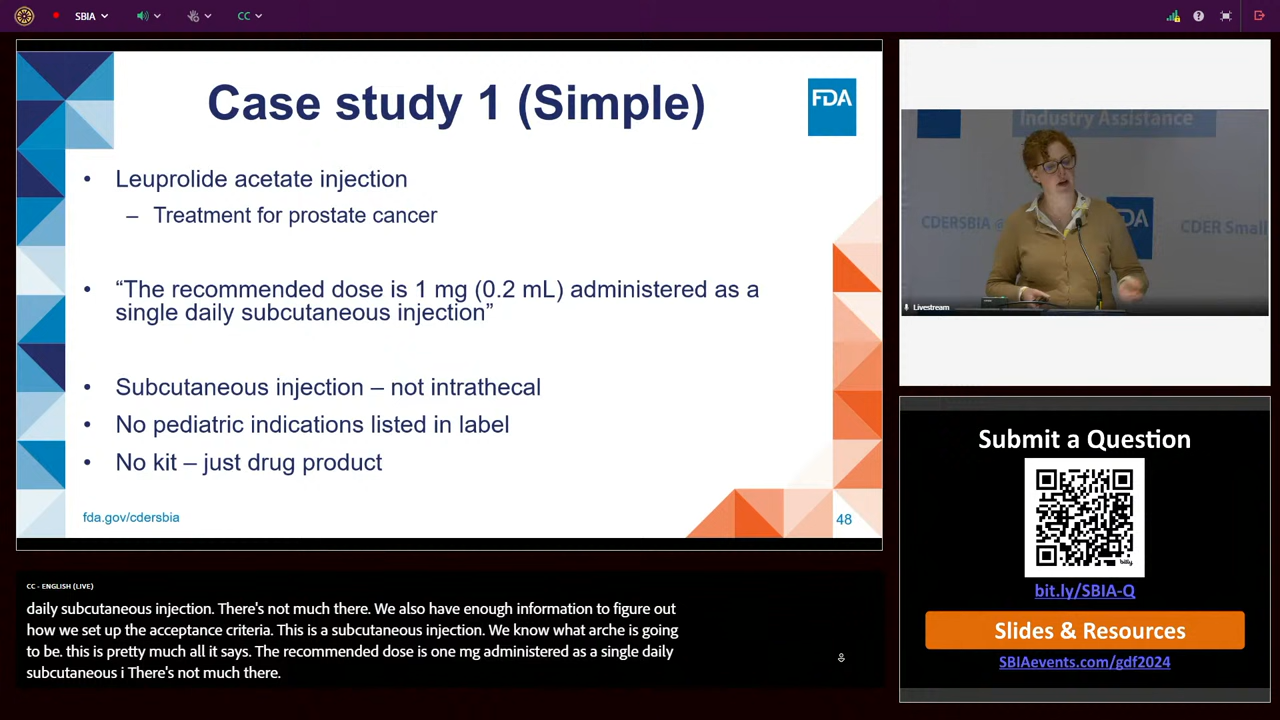 SBIA
CC
Case study 1 (Simple)
FDA
• Leuprolide acetate injection
– Treatment for prostate cancer
• “The recommended dose is 1 mg (0.2 mL) administered as a
single daily subcutaneous injection”
• Subcutaneous injection – not intrathecal
• No pediatric indications listed in label
• No kit – just drug product
fda.gov/cdersbia
48
Industry Assistance
CDERSBIA @
DA
CDER Small
Livestream
Submit a Question
bitly
bit.ly/SBIA-Q
Slides & Resources
SBIAevents.com/gdf2024
CC - ENGLISH (LIVE)
daily subcutaneous injection. There's not much there. We also have enough information to figure out
how we set up the acceptance criteria. This is a subcutaneous injection. We know what arche is going
to be. this is pretty much all it says. The recommended dose is one mg administered as a single daily
subcutaneous i There's not much there.